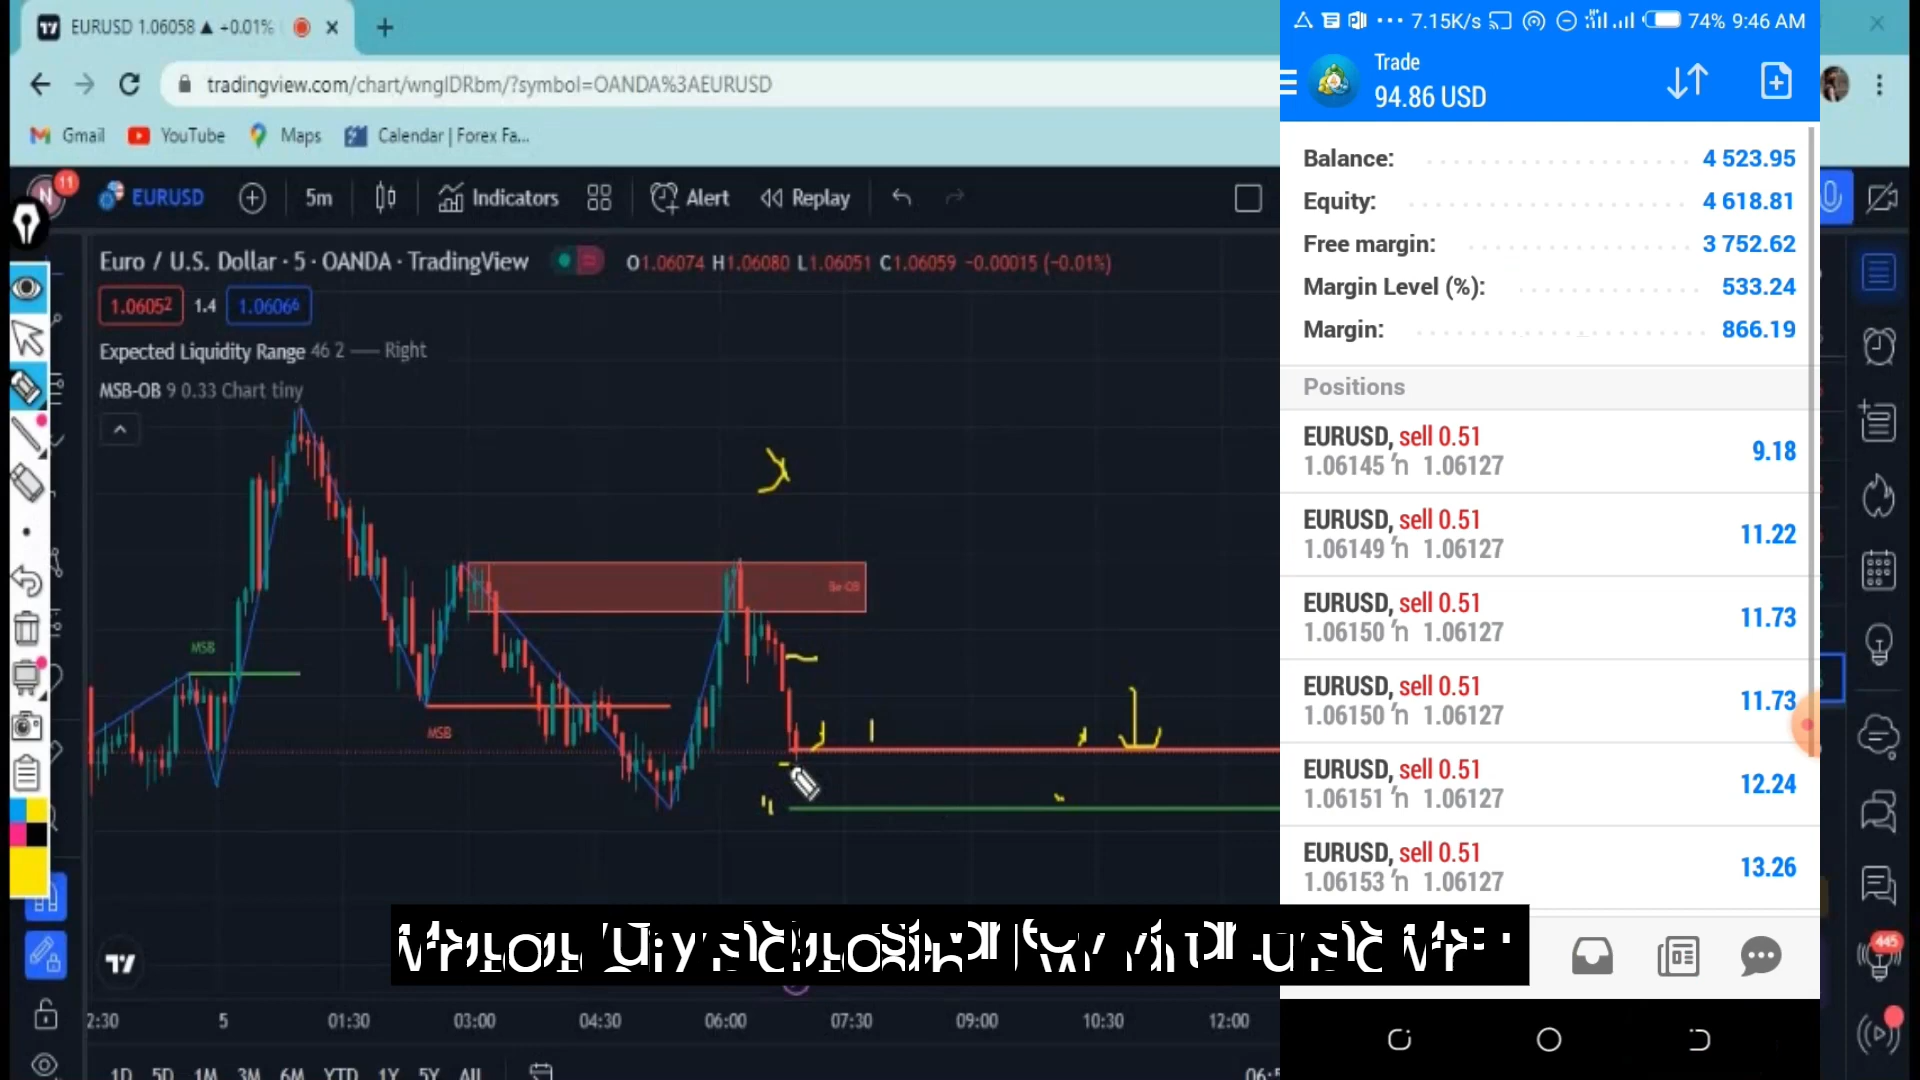 EURUSD 1.06058 ▲ +0.01%
tradingview.com/chart/wnglDRbm/?symbol=OANDA%3AEURUSD
Gmail YouTube Maps Calendar | Forex Fa...
11 EURUSD 5m Indicators Alert Replay
Euro / U.S. Dollar · 5 · OANDA · TradingView O1.06074 H1.06080 L1.06051 C1.06059 −0.00015 (−0.01%)
1.06052 1.4 1.06066
Expected Liquidity Range 46 2 Right
MSB-OB 9 0.33 Chart tiny
Be-OB
MSB
MSB
2:30 5 01:30 03:00 04:30 06:00 07:30 09:00 10:30 12:00
1D 5D 1M 3M 6M YTD 1Y 5Y All
7.15K/s 74% 9:46 AM
Trade
94.86 USD
Balance: 4 523.95
Equity: 4 618.81
Free margin: 3 752.62
Margin Level (%): 533.24
Margin: 866.19
Positions
EURUSD, sell 0.51
1.06145 1.06127 9.18
EURUSD, sell 0.51
1.06149 1.06127 11.22
EURUSD, sell 0.51
1.06150 1.06127 11.73
EURUSD, sell 0.51
1.06150 1.06127 11.73
EURUSD, sell 0.51
1.06151 1.06127 12.24
EURUSD, sell 0.51
1.06153 1.06127 13.26
445